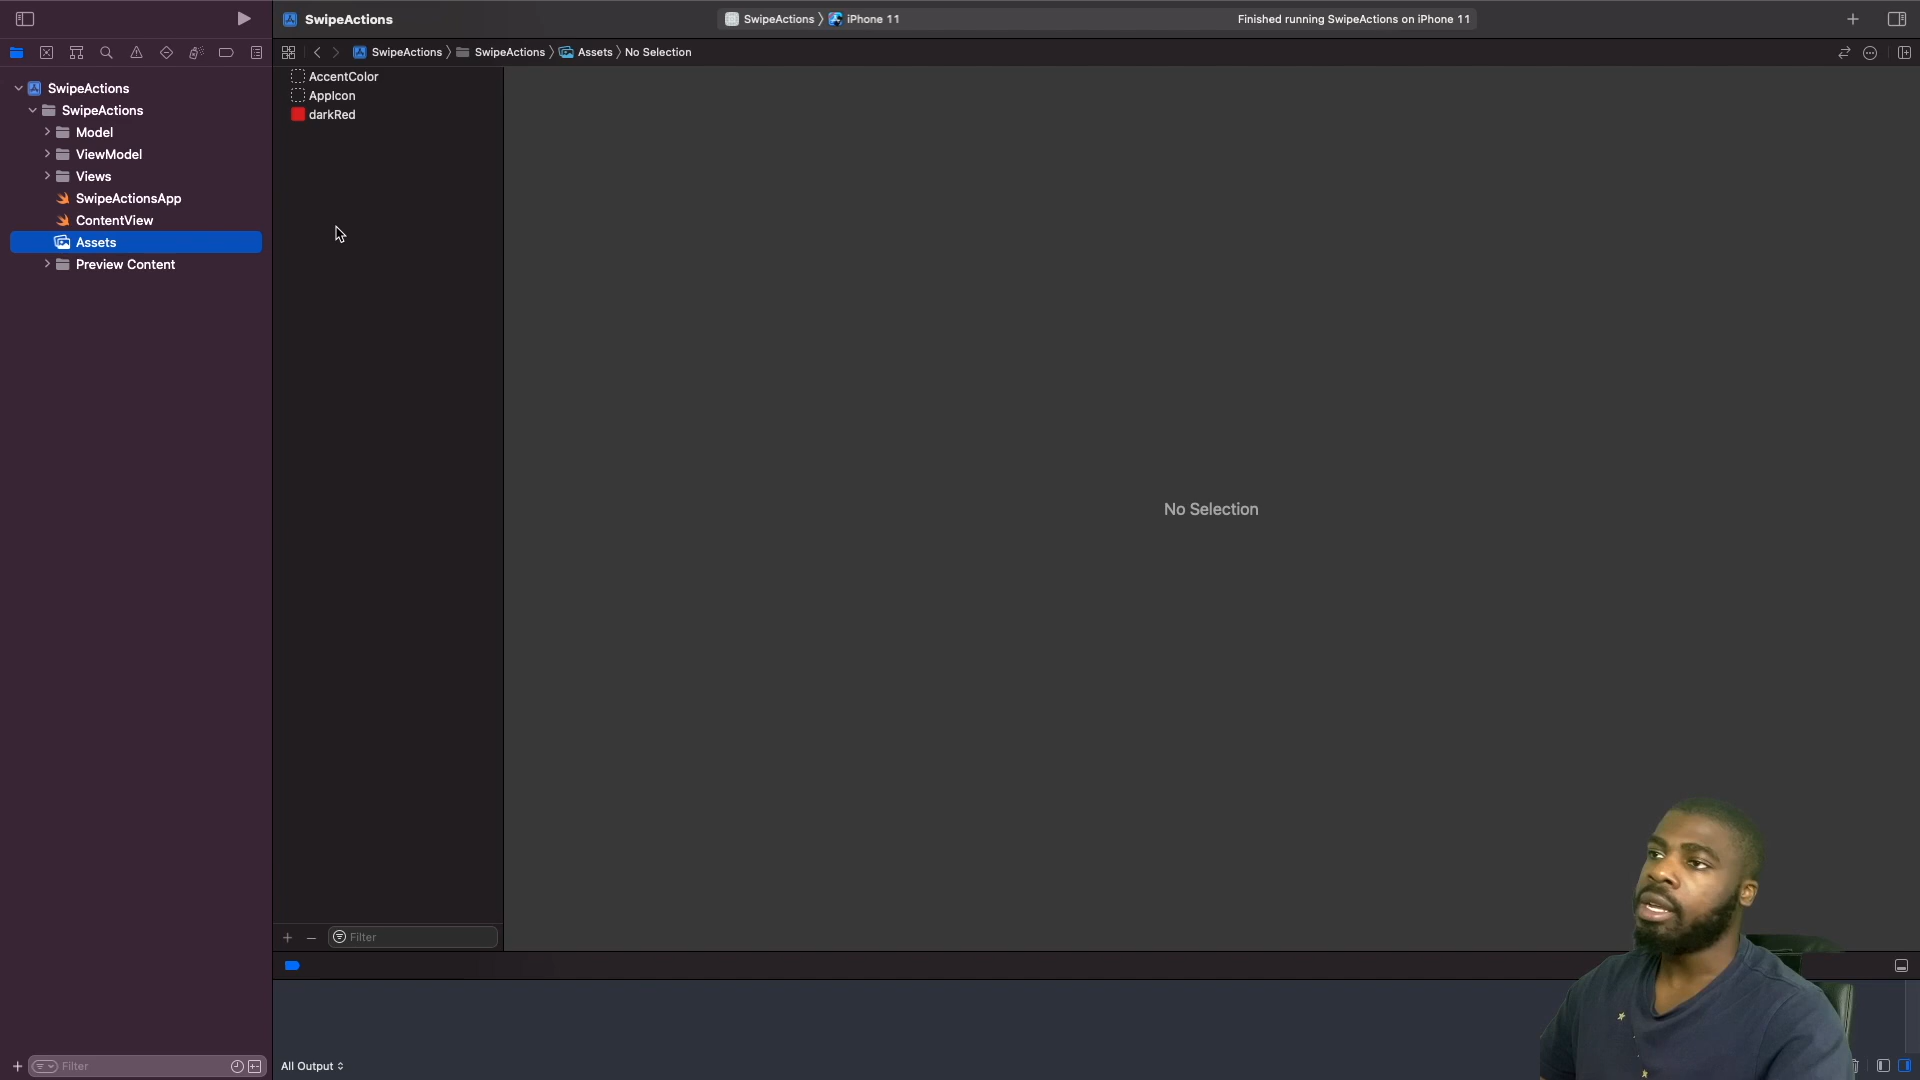 SwipeActions
SwipeActions iPhone 11
Finished running SwipeActions on iPhone 11
SwipeActions SwipeActions Assets No Selection
SwipeActions
SwipeActions
Model
ViewModel
Views
SwipeActionsApp
ContentView
Assets
Preview Content
AccentColor
AppIcon
darkRed
No Selection
Filter
Filter
All Output